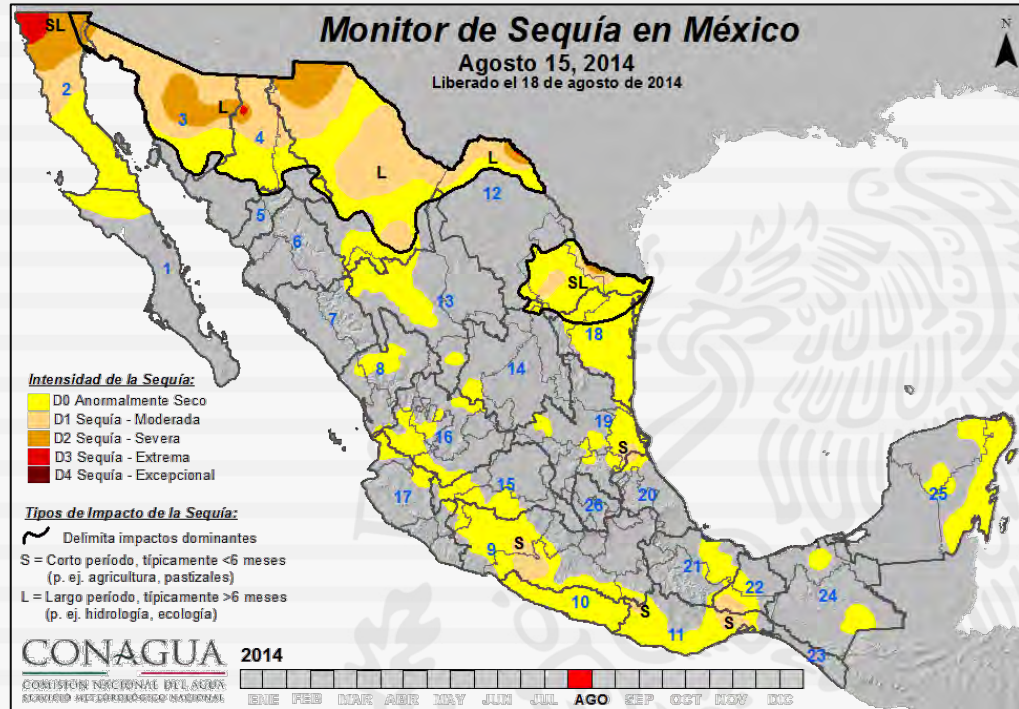 Monitor de Sequía en México
Agosto 15, 2014
Liberado el 18 de agosto de 2014
N
SL
2
3
L
4
L
L
12
5
6
1
7
13
SL
18
8
14
16
19
S
17
15
26
20
25
9
S
10
S
11
21
22
S
24
23
Intensidad de la Sequía:
D0 Anormalmente Seco
D1 Sequía - Moderada
D2 Sequía - Severa
D3 Sequía - Extrema
D4 Sequía - Excepcional
Tipos de Impacto de la Sequía:
Delimita impactos dominantes
S = Corto período, típicamente <6 meses
(p. ej. agricultura, pastizales)
L = Largo período, típicamente >6 meses
(p. ej. hidrología, ecología)
CONAGUA
COMISIÓN NACIONAL DEL AGUA
SERVICIO METEOROLÓGICO NACIONAL
2014
ENE FEB MAR ABR MAY JUN JUL AGO SEP OCT NOV DIC